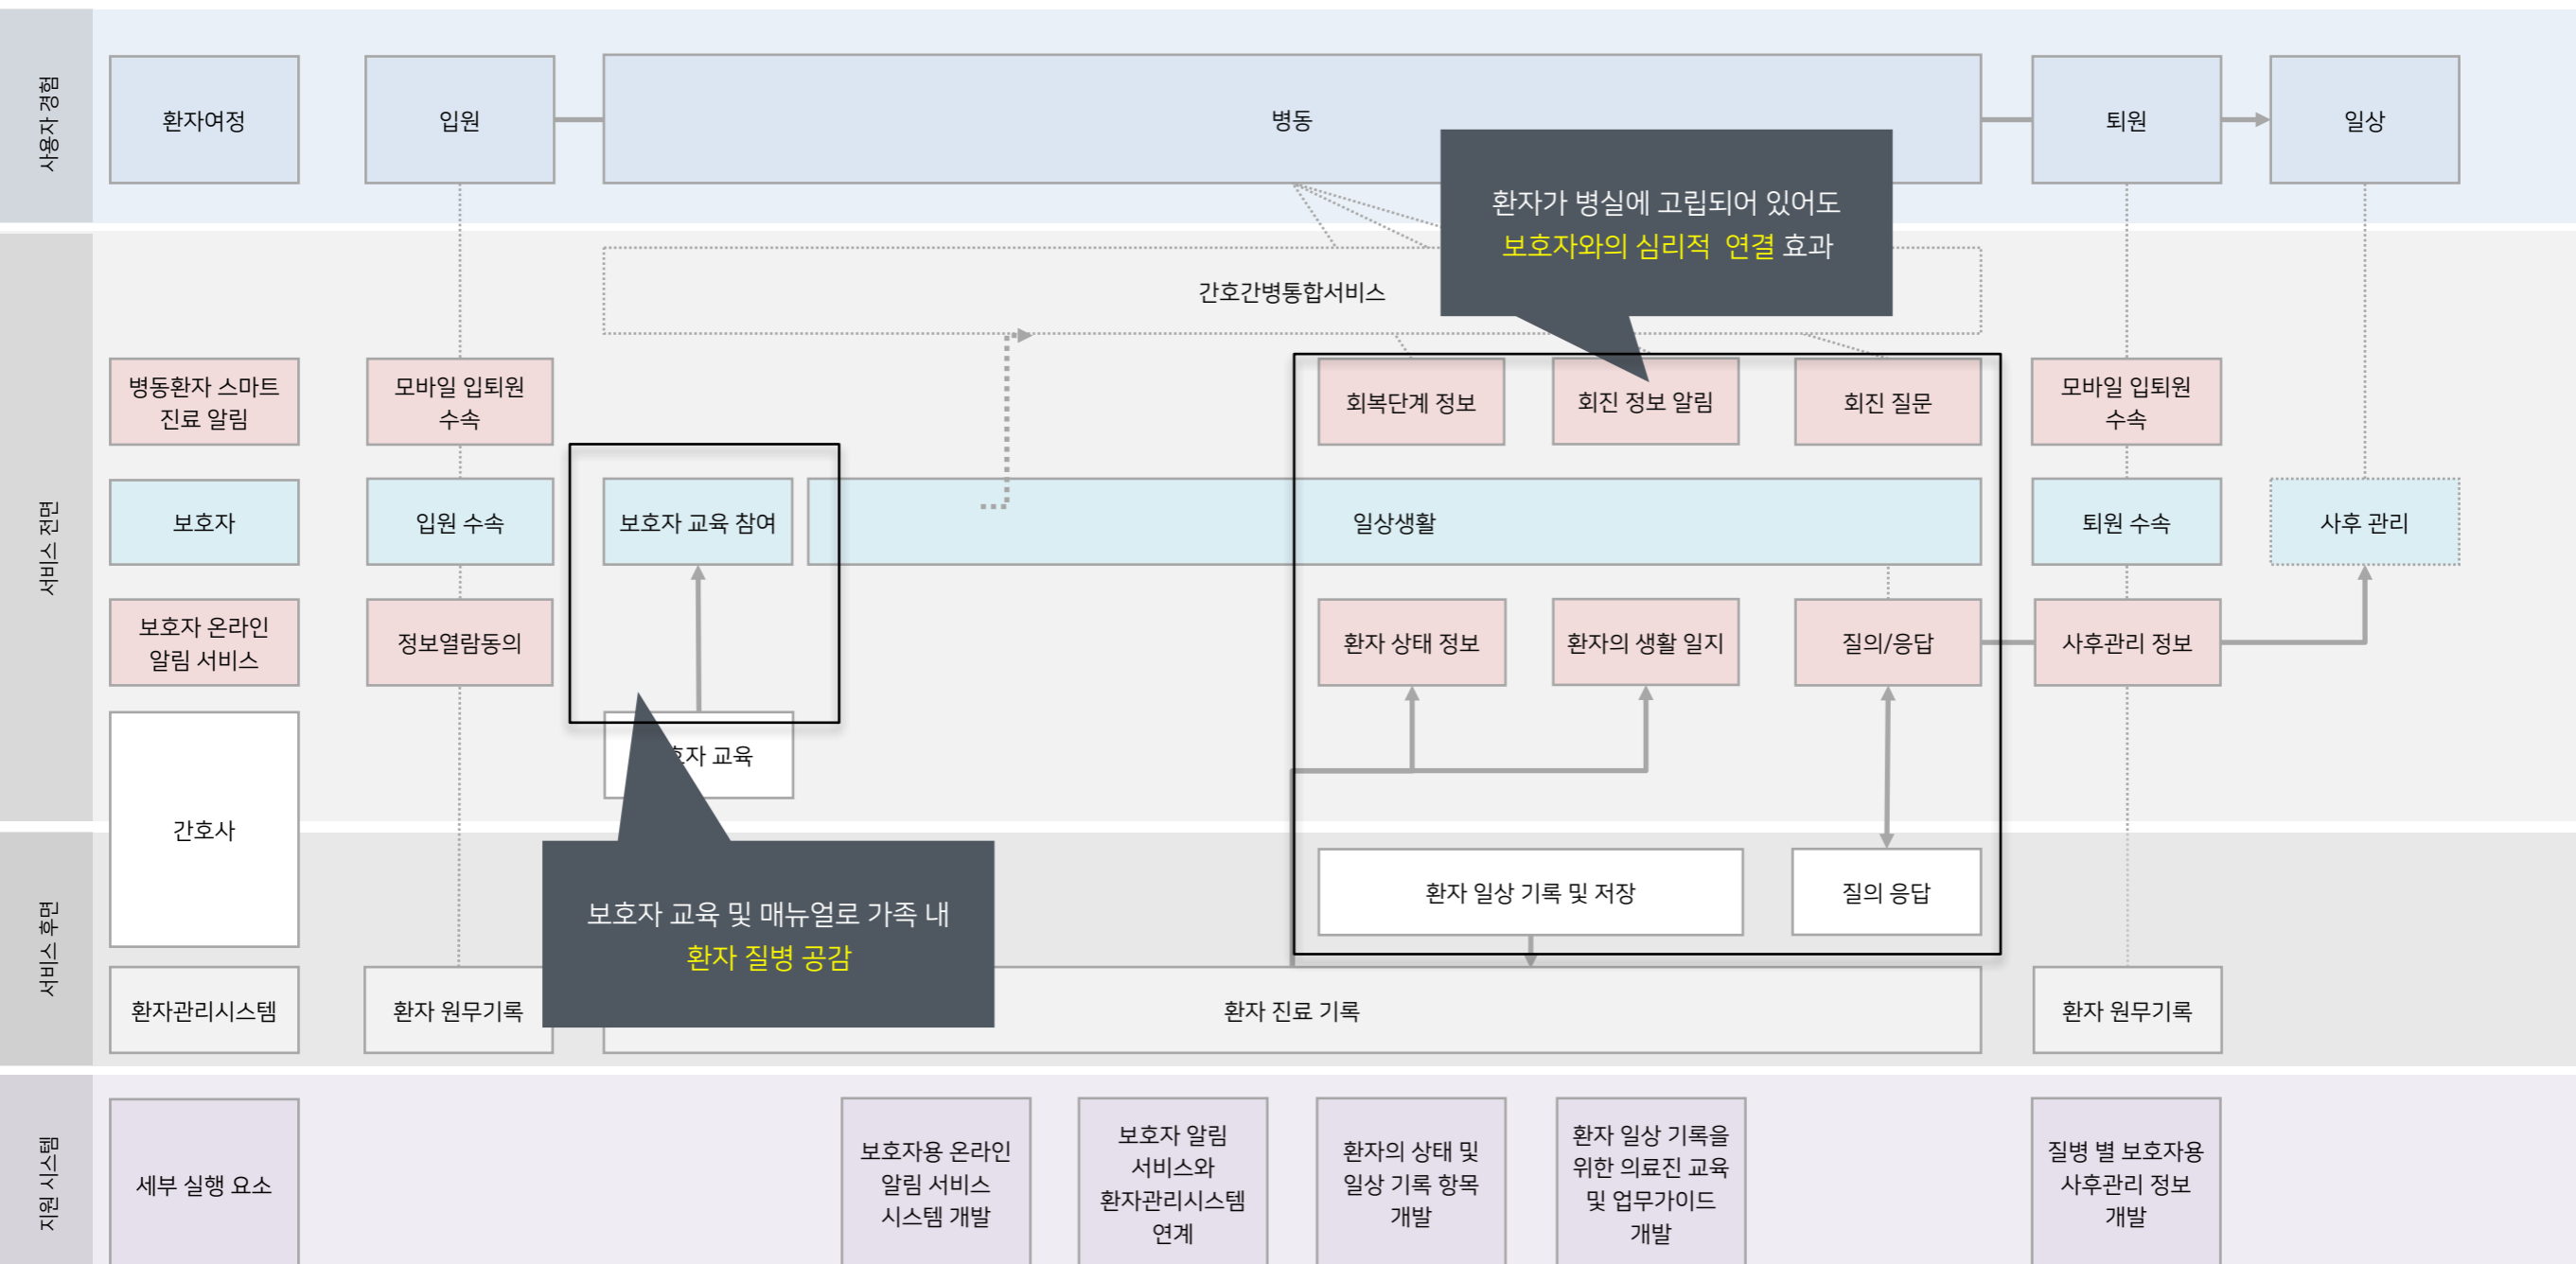 사용자 경험
환자여정
입원
병동
퇴원
일상
환자가 병실에 고립되어 있어도
보호자와의 심리적 연결 효과
서비스 전면
간호간병통합서비스
병동환자 스마트
진료 알림
모바일 입퇴원
수속
회복단계 정보
회진 정보 알림
회진 질문
모바일 입퇴원
수속
보호자
입원 수속
보호자 교육 참여
일상생활
퇴원 수속
사후 관리
보호자 온라인
알림 서비스
정보열람동의
환자 상태 정보
환자의 생활 일지
질의/응답
사후관리 정보
간호사
자 교육
서비스 후면
보호자 교육 및 매뉴얼로 가족 내
환자 질병 공감
환자 일상 기록 및 저장
질의 응답
환자관리시스템
환자 원무기록
환자 진료 기록
환자 원무기록
지원 시스템
세부 실행 요소
보호자용 온라인
알림 서비스
시스템 개발
보호자 알림
서비스와
환자관리시스템
연계
환자의 상태 및
일상 기록 항목
개발
환자 일상 기록을
위한 의료진 교육
및 업무가이드
개발
질병 별 보호자용
사후관리 정보
개발